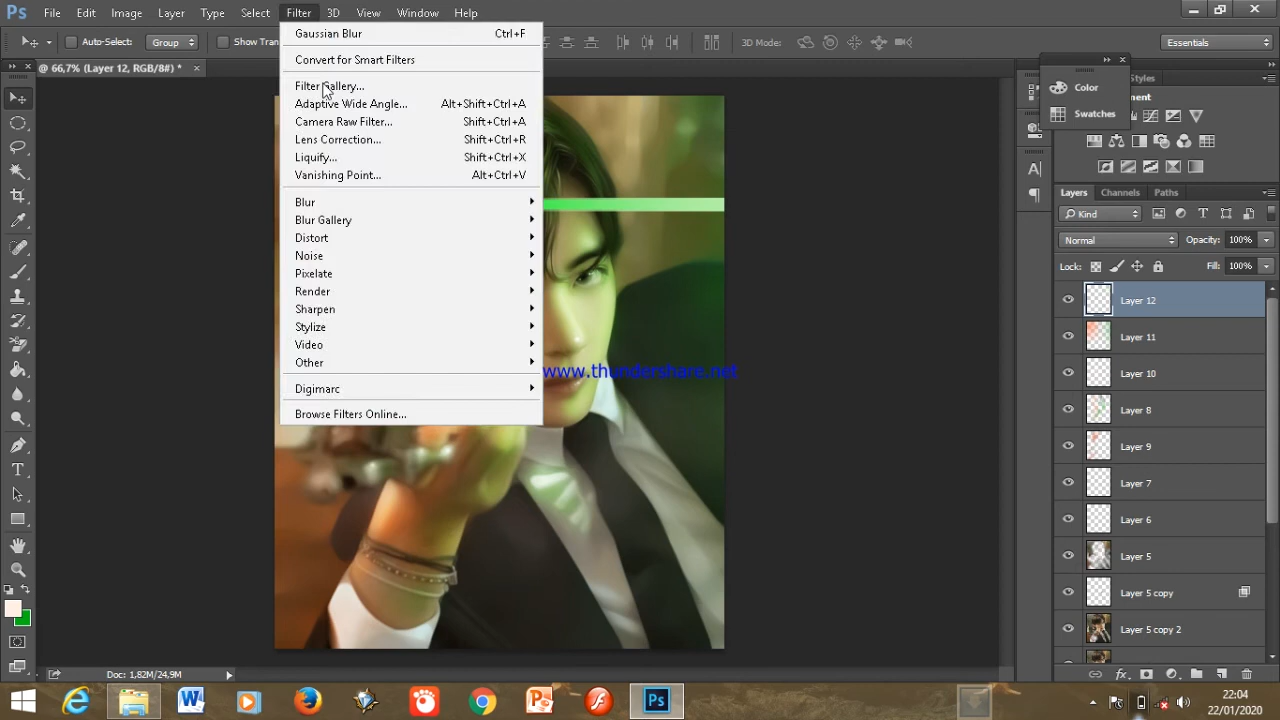 Ps File Edit Image Layer Type Select Filter 3D View Window Help
Auto-Select: Group Show Tran 3D Mode: Essentials
@ 66,7% (Layer 12, RGB/8#) * ×
Gaussian Blur Ctrl+F
Convert for Smart Filters
Filter Gallery...
Adaptive Wide Angle... Alt+Shift+Ctrl+A
Camera Raw Filter... Shift+Ctrl+A
Lens Correction... Shift+Ctrl+R
Liquify... Shift+Ctrl+X
Vanishing Point... Alt+Ctrl+V
Blur
Blur Gallery
Distort
Noise
Pixelate
Render
Sharpen
Stylize
Video
Other
Digimarc
Browse Filters Online...
www.thundershare.net
Color
Swatches
Styles
ment
Layers Channels Paths
Kind
Normal Opacity: 100%
Lock: Fill: 100%
Layer 12
Layer 11
Layer 10
Layer 8
Layer 9
Layer 7
Layer 6
Layer 5
Layer 5 copy
Layer 5 copy 2
Doc: 1,82M/24,9M
22:04
22/01/2020